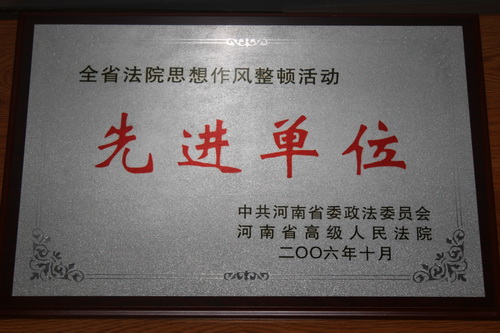 全省法院思想作风整顿活动
先进单位
中共河南省委政法委员会
河南省高级人民法院
二〇〇六年十月